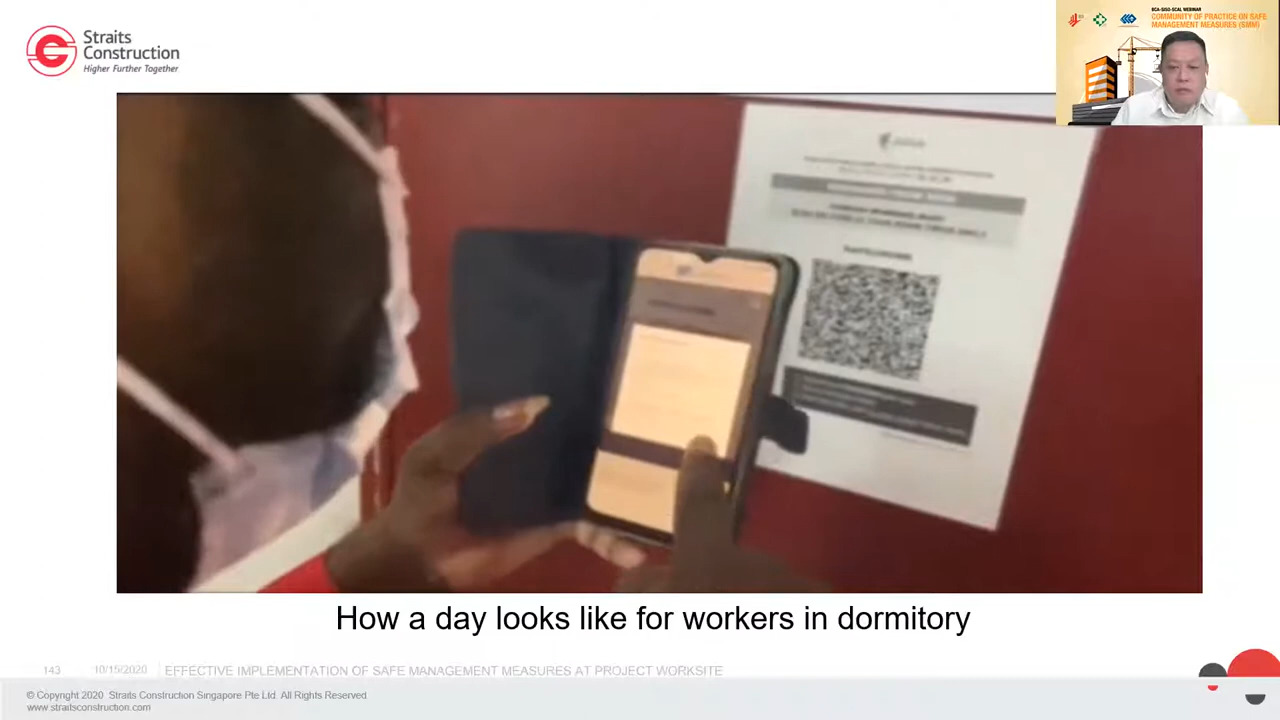 Straits
Construction
Higher Further Together
BCA-SISO-SCAL WEBINAR
COMMUNITY OF PRACTICE ON SAFE
MANAGEMENT MEASURES (SMM)
How a day looks like for workers in dormitory
143
10/15/2020
EFFECTIVE IMPLEMENTATION OF SAFE MANAGEMENT MEASURES AT PROJECT WORKSITE
© Copyright 2020 Straits Construction Singapore Pte Ltd. All Rights Reserved.
www.straitsconstruction.com